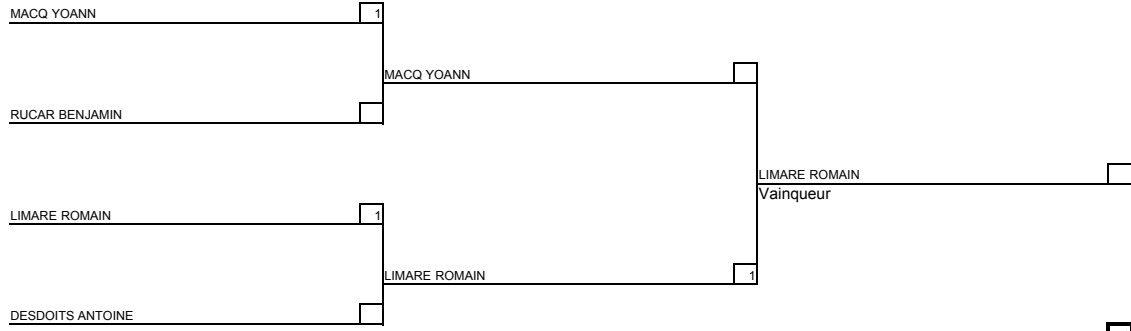 MACQ YOANN 1
MACQ YOANN
RUCAR BENJAMIN
LIMARE ROMAIN
Vainqueur
LIMARE ROMAIN 1
LIMARE ROMAIN 1
DESDOITS ANTOINE